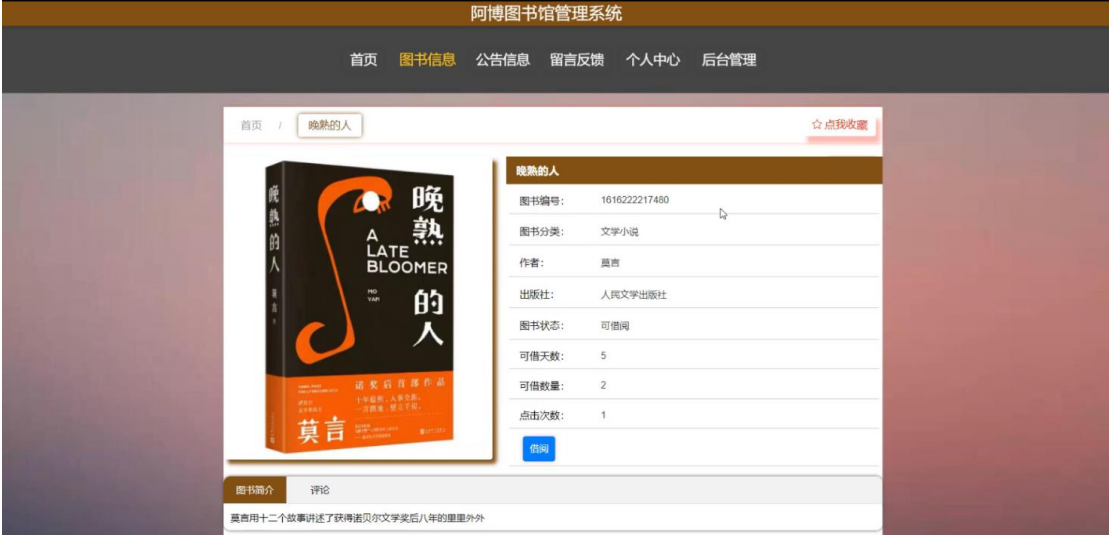 阿博图书馆管理系统
首页 图书信息 公告信息 留言反馈 个人中心 后台管理
首页 / 晚熟的人
☆点我收藏
晚熟的人
莫言
晚熟的人
A
LATE
BLOOMER
MO
YAN
诺奖后首部作品
莫言
晚熟的人
图书编号： 1616222217480
图书分类： 文学小说
作者： 莫言
出版社： 人民文学出版社
图书状态： 可借阅
可借天数： 5
可借数量： 2
点击次数： 1
借阅
图书简介 评论
莫言用十二个故事讲述了获得诺贝尔文学奖后八年的里里外外